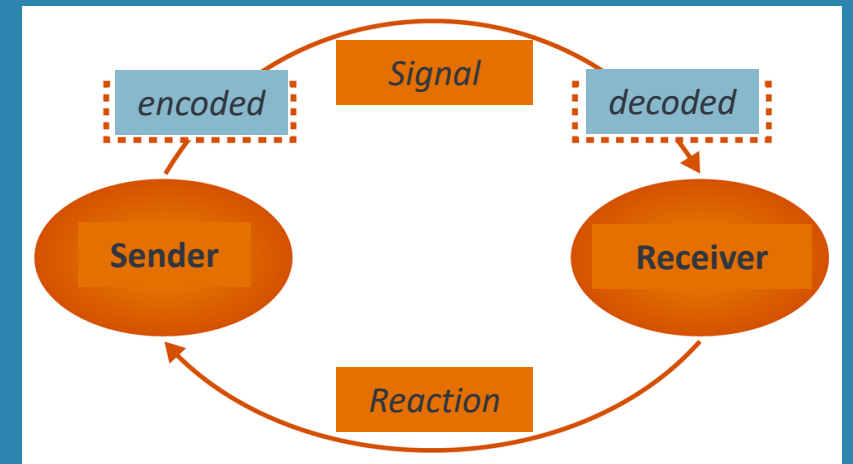 Signal
encoded
decoded
Sender
Receiver
Reaction